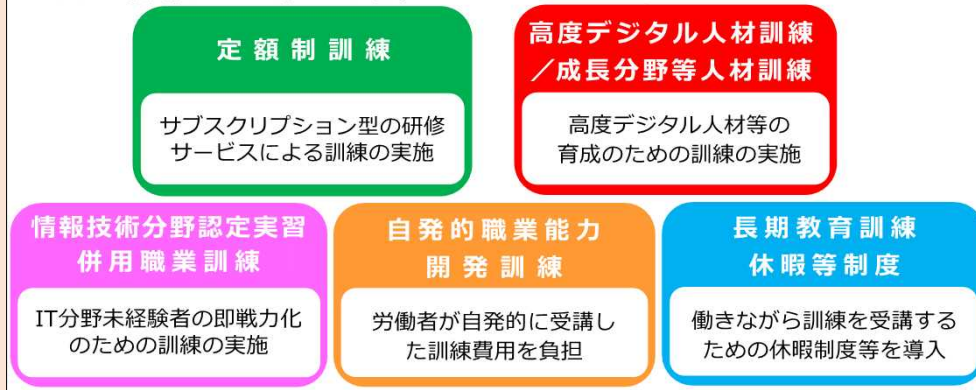 定額制訓練
サブスクリプション型の研修
サービスによる訓練の実施
高度デジタル人材訓練
／成長分野等人材訓練
高度デジタル人材等の
育成のための訓練の実施
情報技術分野認定実習
併用職業訓練
IT分野未経験者の即戦力化
のための訓練の実施
自発的職業能力
開発訓練
労働者が自発的に受講し
た訓練費用を負担
長期教育訓練
休暇等制度
働きながら訓練を受講する
ための休暇制度等を導入